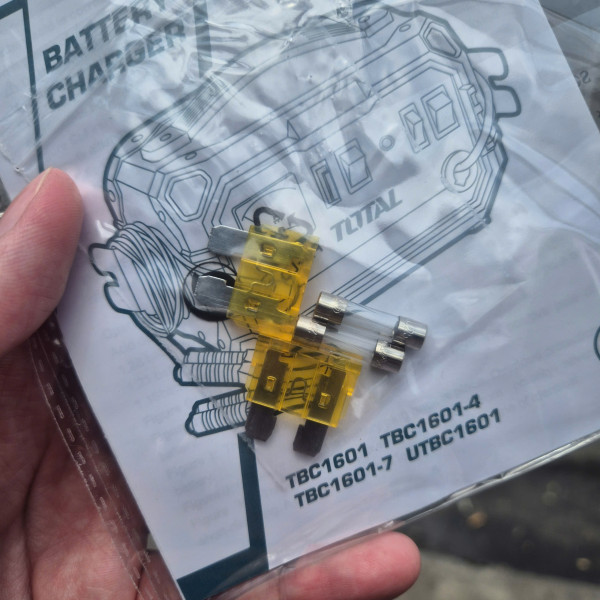 BATTERY
CHARGER
TOTAL
TBC1601 TBC1601-4
TBC1601-7 UTBC1601